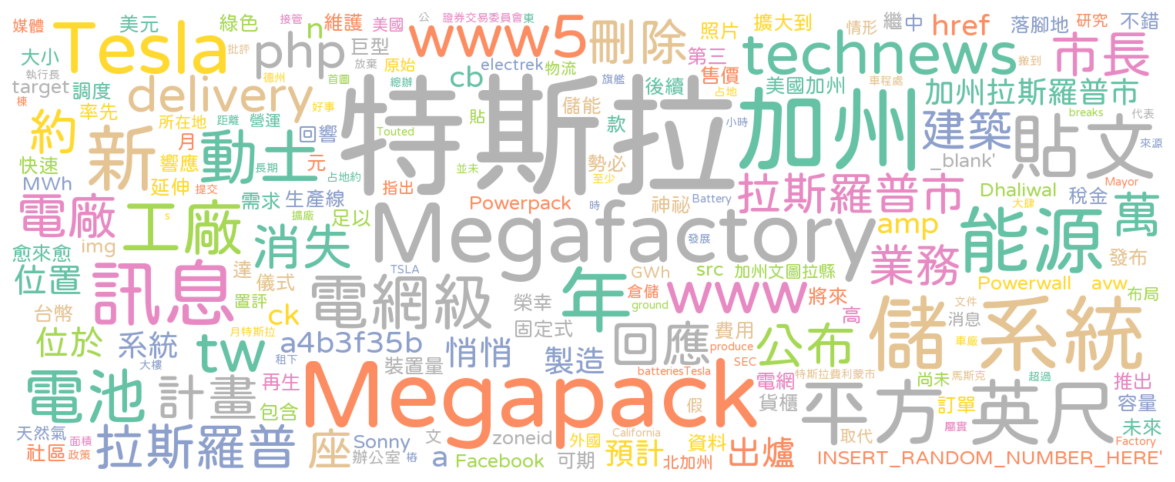 媒體 美元 綠色 n 維護 接管 美國 公 證券交易委員會 東 照片 擴大到 情形 繼 中 href 落腳地 研究 不錯
大小 Tesla 批評 php 巨型 www5 刪除 第三 technews 市長
執行長 放棄 原始 electrek 物流 旗艦 售價 車程處 搬到
target 調度 德州 首圖 cb 後續 占地 美國加州 加州拉斯羅普市
率先 delivery 總辦 特斯拉 儲能 加州 breaks 代表
約 新 所在地 好事 距離 營運 Touted 貼 款 小時 建築 貼文 來源
快速 響應 月 動土 回響 長期 並未 勢必 至少 _blank'
MWh 延伸 元 占地約 指出 拉斯羅普市 Dhaliwal 稅金 Mayor
電廠 工廠 需求 生產線 提交 Powerpack 神祕 時 Battery 大肆 萬
s 擴廠 足以 Megafactory 發展 amp 能源
愈來愈 img 消失 業務 發布
位置 訊息 達 儀式 TSLA 年 GWh src 加州文圖拉縣 Powerwall avw 布局
台幣 置評 電網級 榮幸 倉儲 ground www 將來 文件
ck 固定式 費用 高 儲 系統 消息
位於 系統 tw 月特斯拉 a4b3f35b 悄悄 製造 回應 produce 公布 車廠
租下 裝置量 batteriesTesla SEC 特斯拉費利蒙市 尚未 馬斯克 超過
電池 大樓 計畫 再生 Megapack 電網 平方英尺 推出
棟 包含 假 貨櫃 訂單 容量
天然氣 面積 拉斯羅普 座 Sonny 文 zoneid 外國 California 資料 取代 屬實 未來
社區 政策 辦公室 樁 a Facebook 可期 預計 北加州 出爐 Factory
INSERT_RANDOM_NUMBER_HERE'